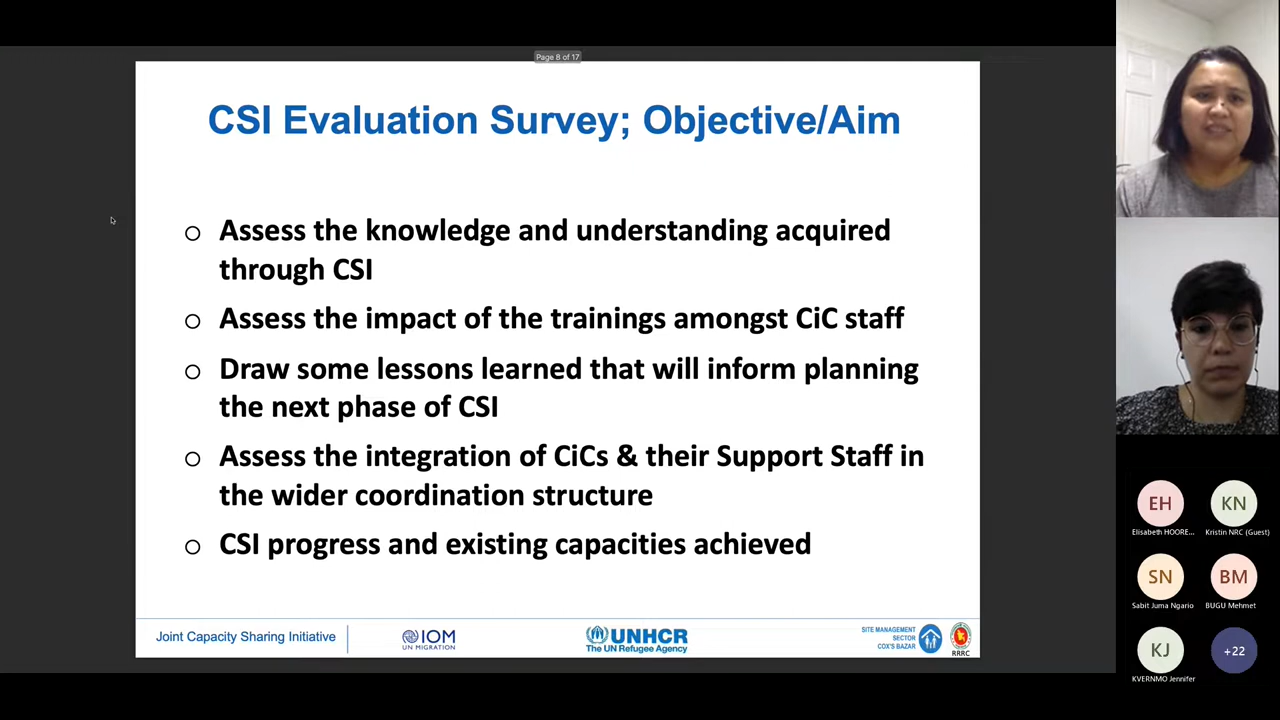 Page 8 of 17
CSI Evaluation Survey; Objective/Aim
Assess the knowledge and understanding acquired
through CSI
Assess the impact of the trainings amongst CiC staff
Draw some lessons learned that will inform planning
the next phase of CSI
Assess the integration of CiCs & their Support Staff in
the wider coordination structure
CSI progress and existing capacities achieved
Joint Capacity Sharing Initiative
IOM
UN MIGRATION
UNHCR
The UN Refugee Agency
SITE MANAGEMENT
SECTOR
COX'S BAZAR
RRRC
EH
Elisabeth HOORE...
KN
Kristin NRC (Guest)
SN
Sabit Juma Ngario
BM
BUGU Mehmet
KJ
KVERNMO Jennifer
+22